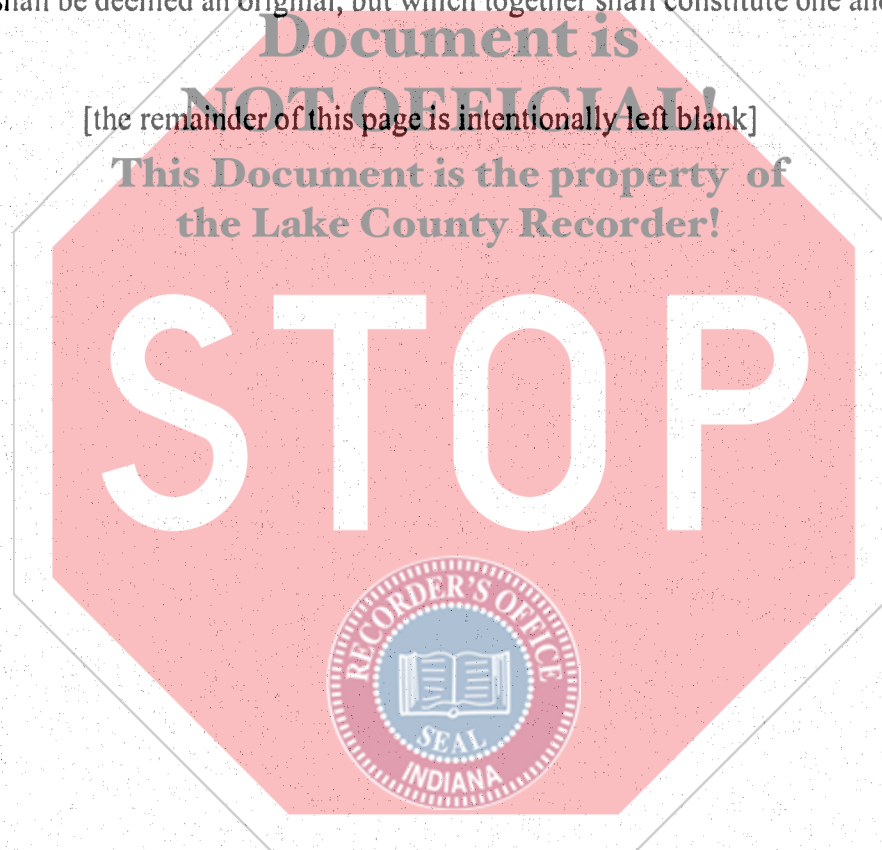 shall be deemed an original, but which together shall constitute one and
Document is
NOT OFFICIAL!
[the remainder of this page is intentionally left blank]
This Document is the property of
the Lake County Recorder!
STOP
RECORDER'S OFFICE
SEAL
INDIANA